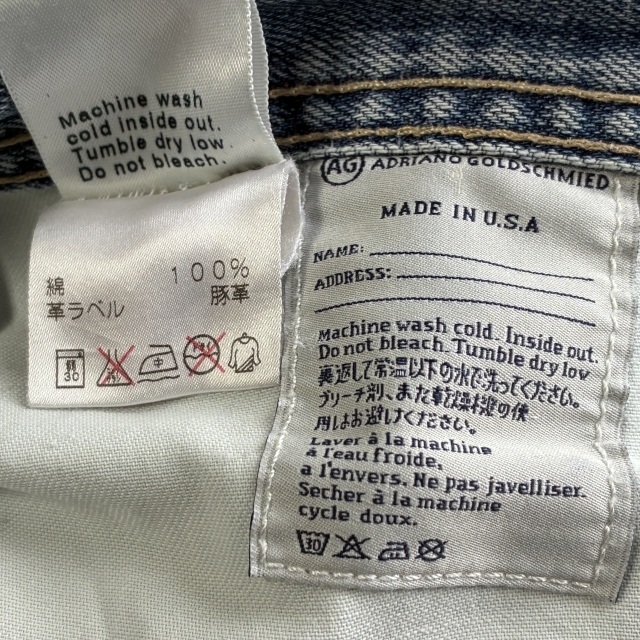 Machine wash
cold inside out.
Tumble dry low
Do not bleach.
綿 100%
革ラベル 豚革
30
中
AG ADRIANO GOLDSCHMIED
MADE IN U.S.A
NAME:
ADDRESS:
Machine wash cold. Inside out.
Do not bleach. Tumble dry low
裏返して常温以下の水で洗ってください。
ブリーチ剤、また乾燥機の使
用はお避けください。
Laver à la machine
à l'eau froide,
a l'envers. Ne pas javelliser.
Secher à la machine
cycle doux.
30